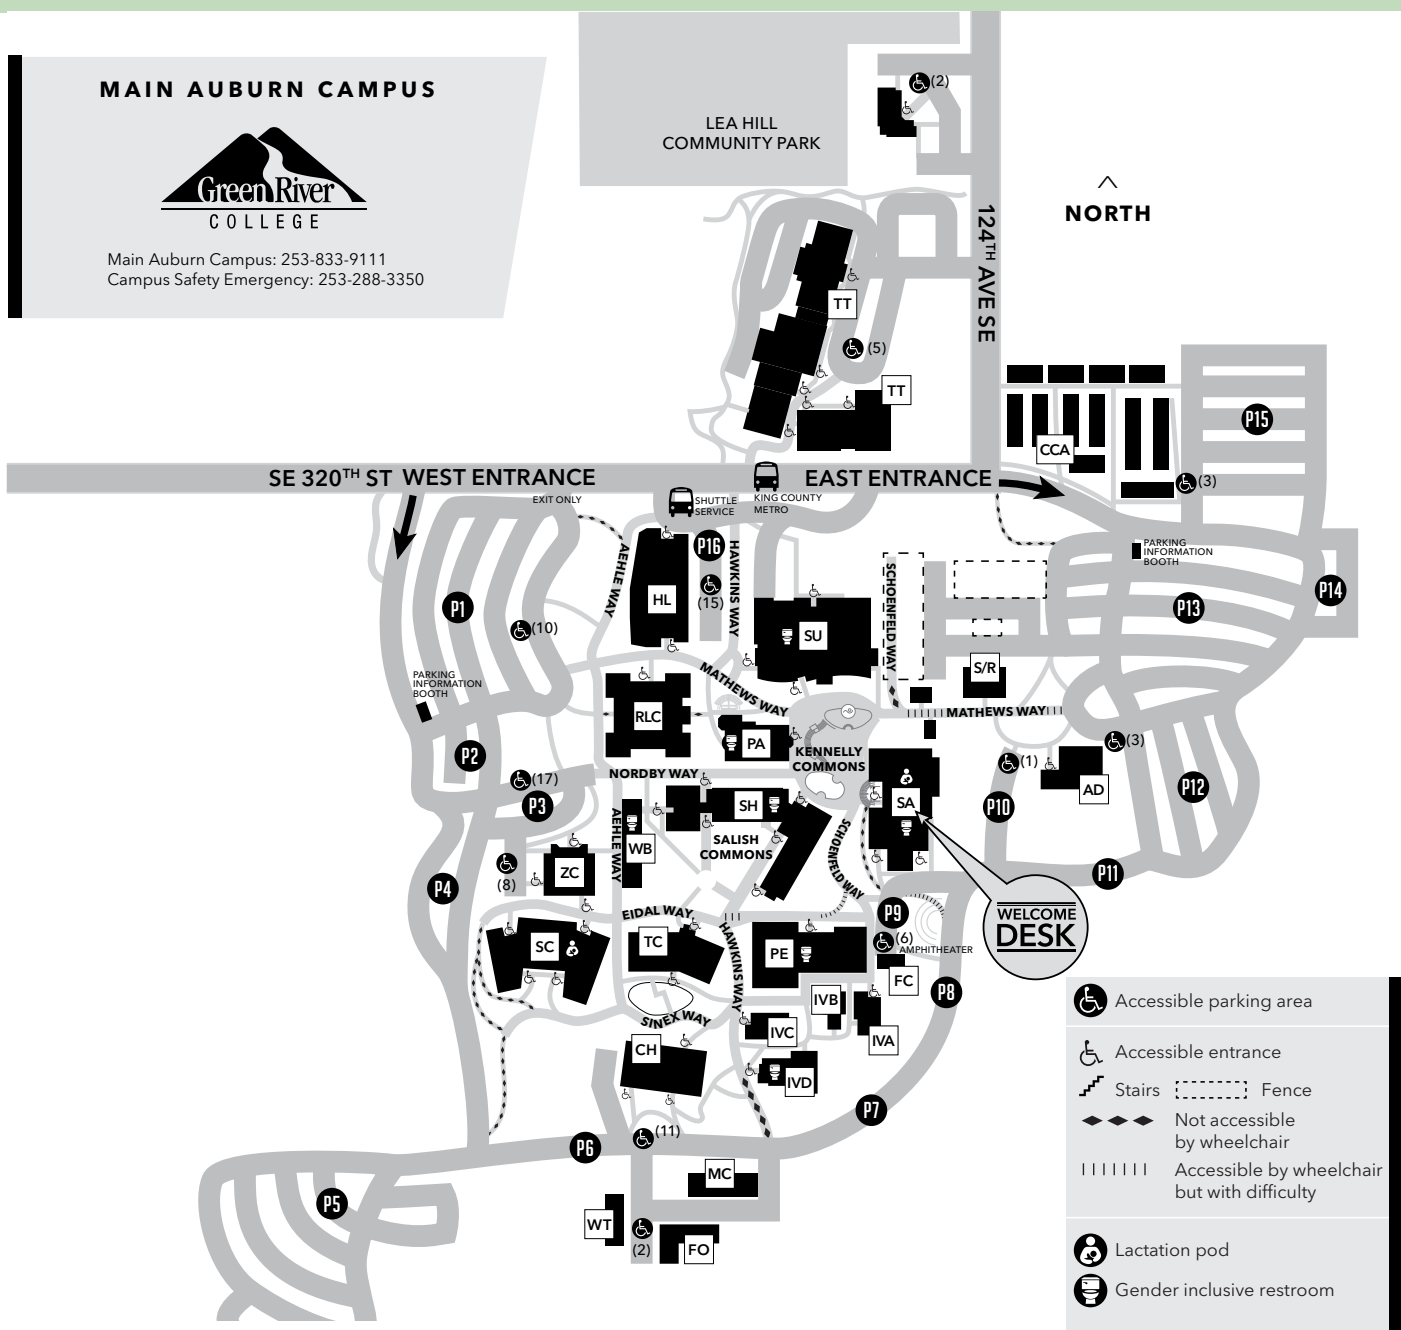 MAIN AUBURN CAMPUS
Green River
COLLEGE
Main Auburn Campus: 253-833-9111
Campus Safety Emergency: 253-288-3350
LEA HILL
COMMUNITY PARK
(2)
NORTH
124TH AVE SE
TT
(5)
TT
P15
CCA
(3)
SE 320TH ST WEST ENTRANCE
EAST ENTRANCE
EXIT ONLY
SHUTTLE
SERVICE
KING COUNTY
METRO
P16
(15)
AEHLE WAY
HAWKINS WAY
SCHOENFELD WAY
PARKING
INFORMATION
BOOTH
P14
P13
P1
(10)
HL
SU
S/R
PARKING
INFORMATION
BOOTH
MATHEWS WAY
MATHEWS WAY
RLC
PA
KENNELLY
COMMONS
P2
(17)
NORDBY WAY
(3)
(1)
AD
P12
P3
SH
SA
P10
AEHLE WAY
WB
SALISH
COMMONS
SCHOENFELD WAY
ZC
(8)
P4
P11
EIDAL WAY
HAWKINS WAY
P9
WELCOME
DESK
SC
TC
PE
(6)
AMPHITHEATER
FC
P8
IVB
SINEX WAY
IVC
IVA
CH
IVD
P7
(11)
P6
MC
P5
WT
(2)
FO
Accessible parking area
Accessible entrance
Stairs
Fence
Not accessible
by wheelchair
Accessible by wheelchair
but with difficulty
Lactation pod
Gender inclusive restroom